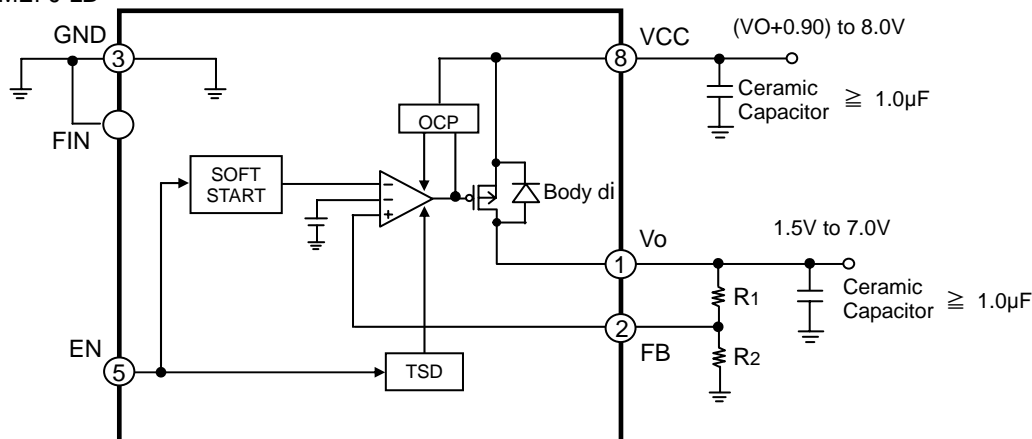 GND
3
FIN
VCC
8
(VO+0.90) to 8.0V
Ceramic
Capacitor ≧ 1.0µF
OCP
SOFT
START
−
−
+
Body di
Vo
1
1.5V to 7.0V
R1
Ceramic
Capacitor ≧ 1.0µF
2
FB
R2
EN
5
TSD